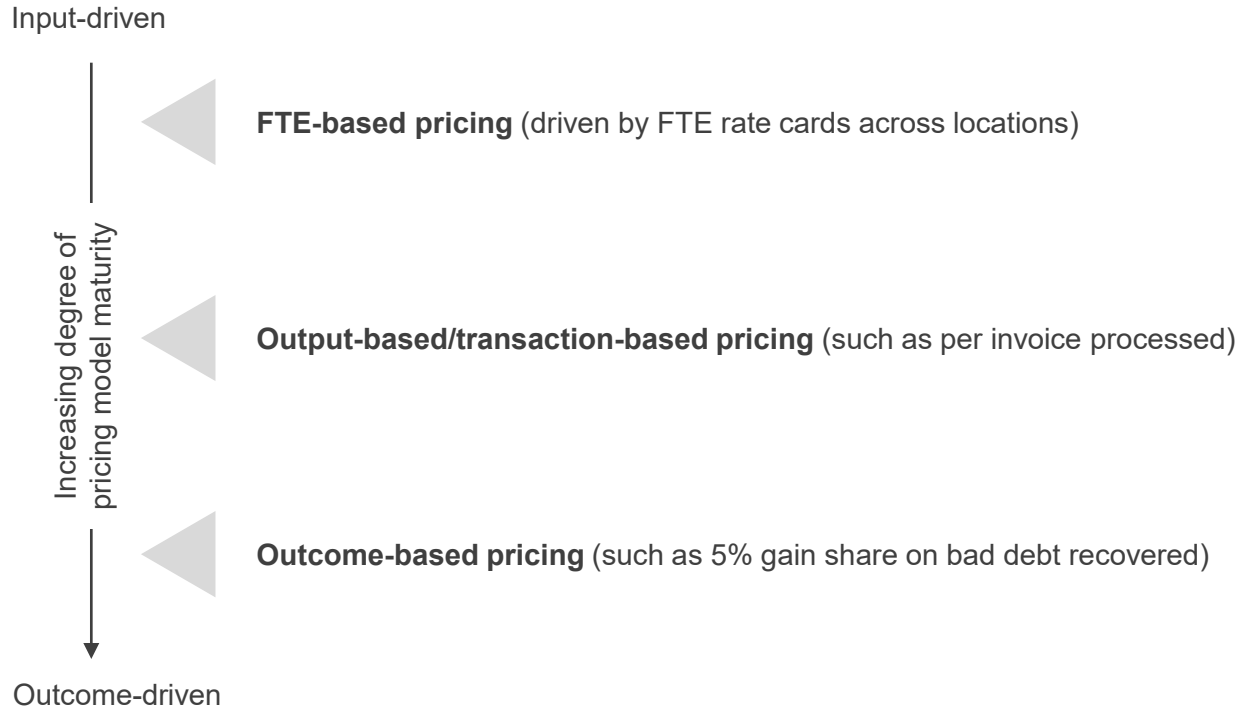 Input-driven
FTE-based pricing (driven by FTE rate cards across locations)
Increasing degree of
pricing model maturity
Output-based/transaction-based pricing (such as per invoice processed)
Outcome-based pricing (such as 5% gain share on bad debt recovered)
Outcome-driven